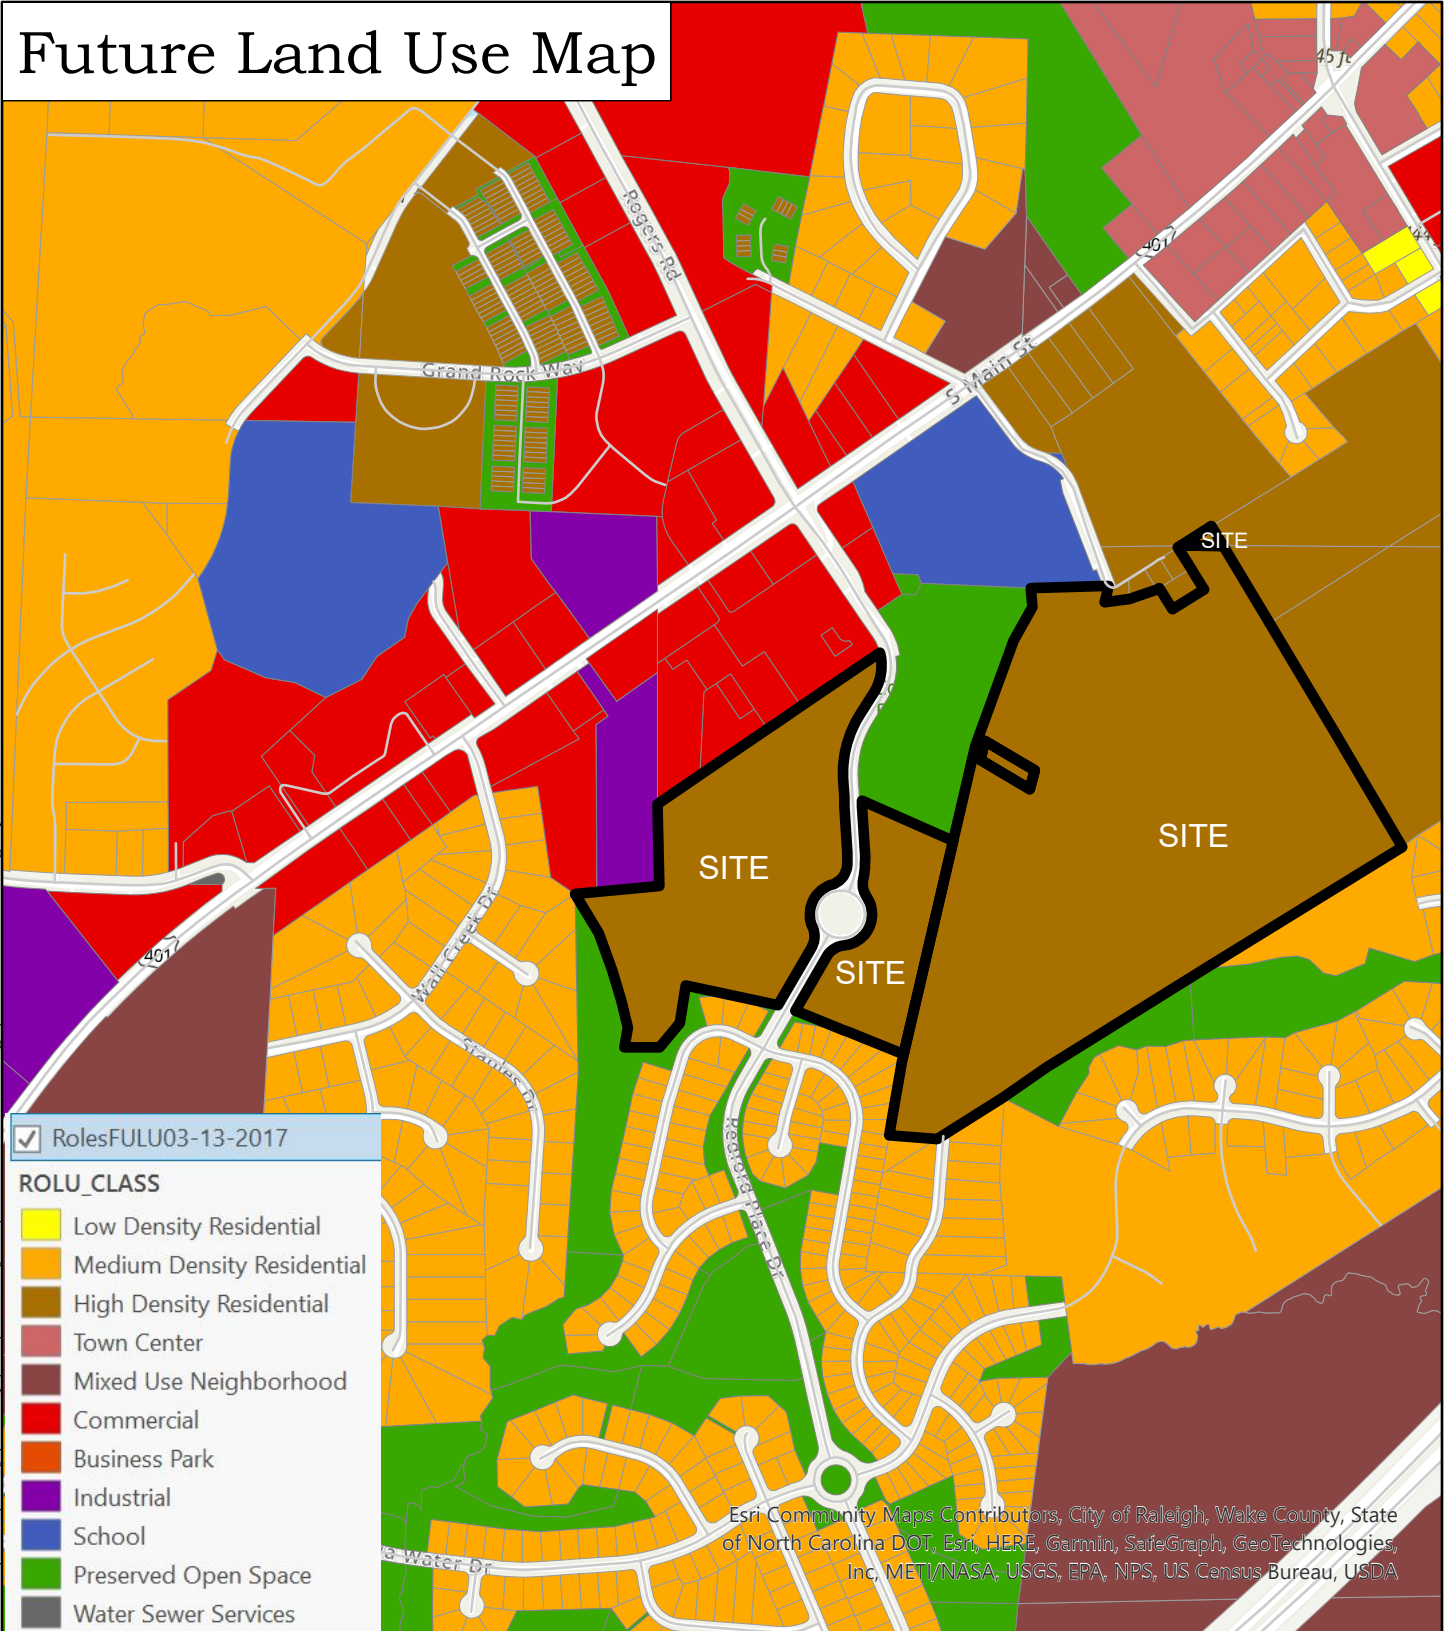 Future Land Use Map
45 ft
Rogers Rd
401
Grand Rock Way
S Main St
SITE
SITE
SITE
SITE
Wall Creek Dr
401
Staples Dr
Redford Place Dr
RolesFULU03-13-2017
ROLU_CLASS
Low Density Residential
Medium Density Residential
High Density Residential
Town Center
Mixed Use Neighborhood
Commercial
Business Park
Industrial
School
Preserved Open Space
Water Sewer Services
a Water Dr
Esri Community Maps Contributors, City of Raleigh, Wake County, State
of North Carolina DOT, Esri, HERE, Garmin, SafeGraph, GeoTechnologies,
Inc, METI/NASA, USGS, EPA, NPS, US Census Bureau, USDA